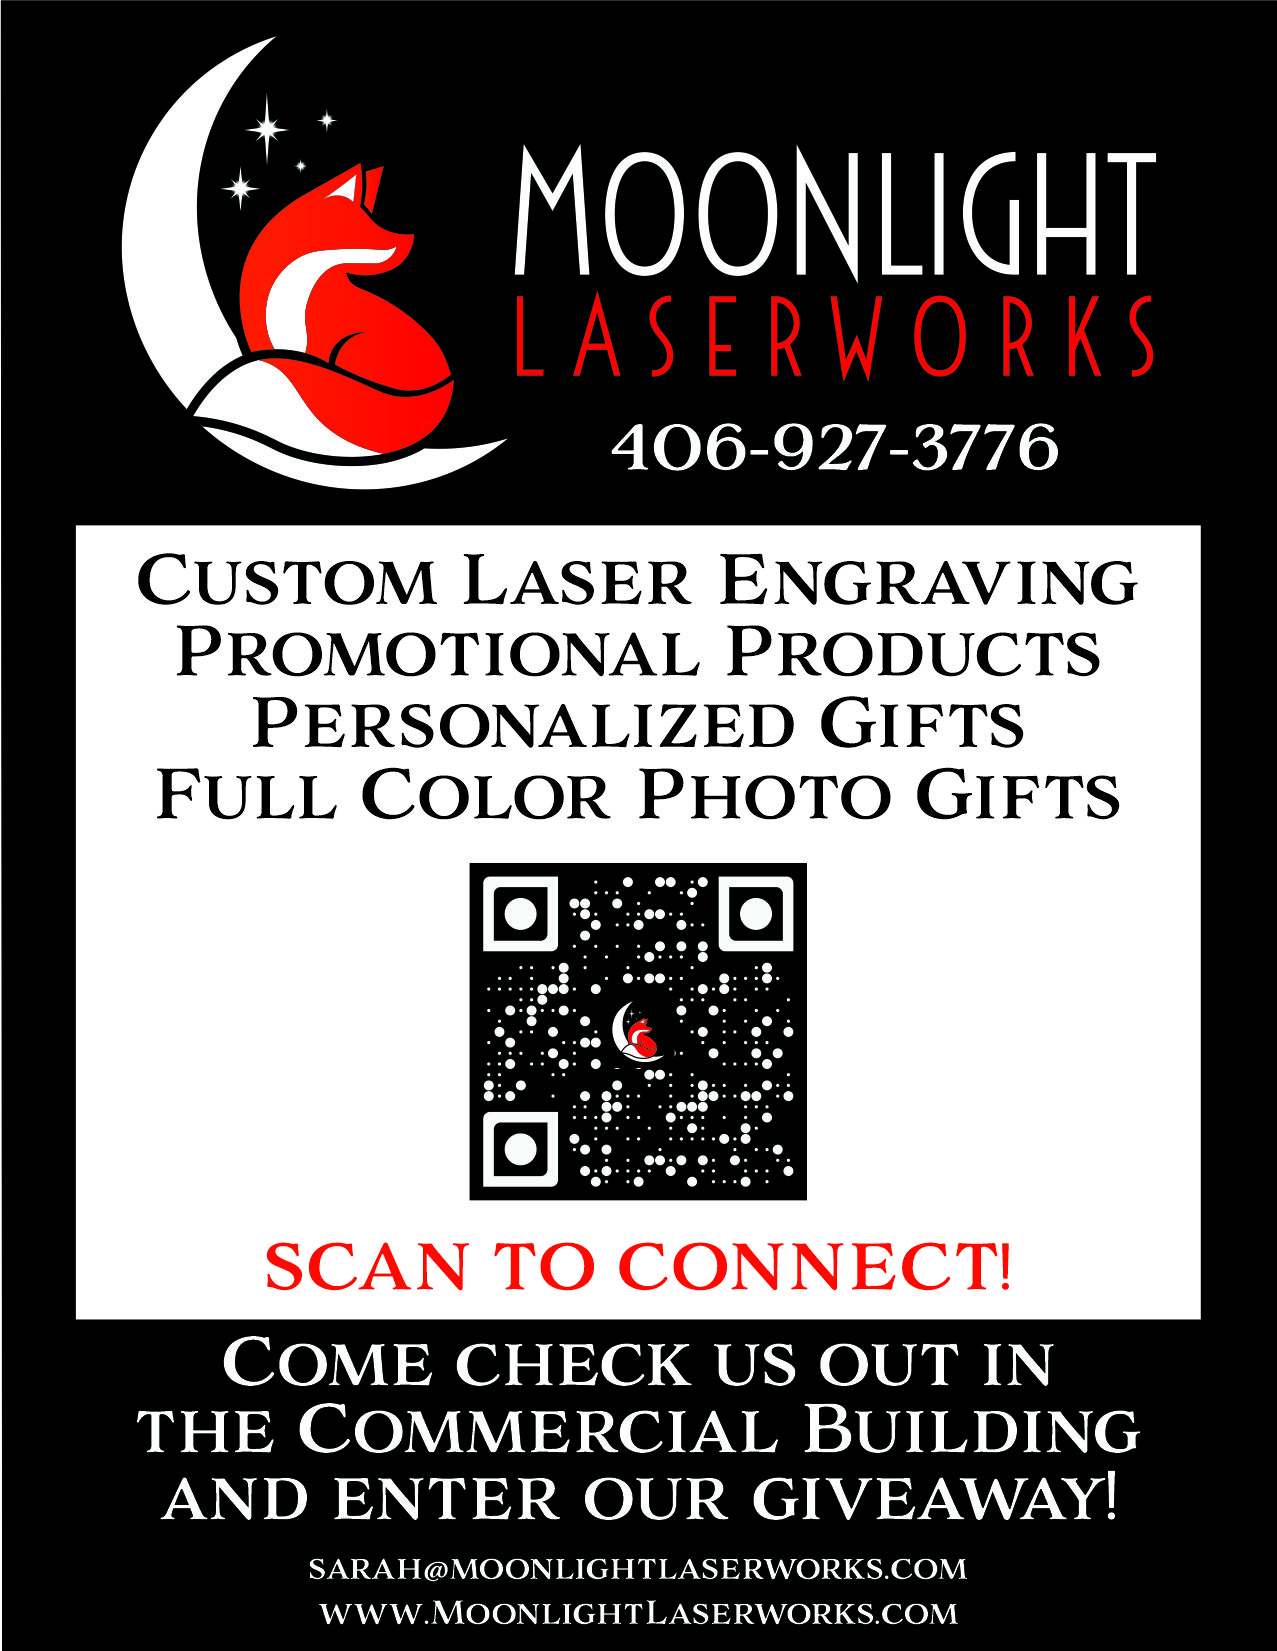 MOONLIGHT
LASERWORKS
406-927-3776
Custom Laser Engraving
Promotional Products
Personalized Gifts
Full Color Photo Gifts
SCAN TO CONNECT!
Come check us out in
the Commercial Building
and enter our giveaway!
sarah@moonlightlaserworks.com
www.MoonlightLaserworks.com